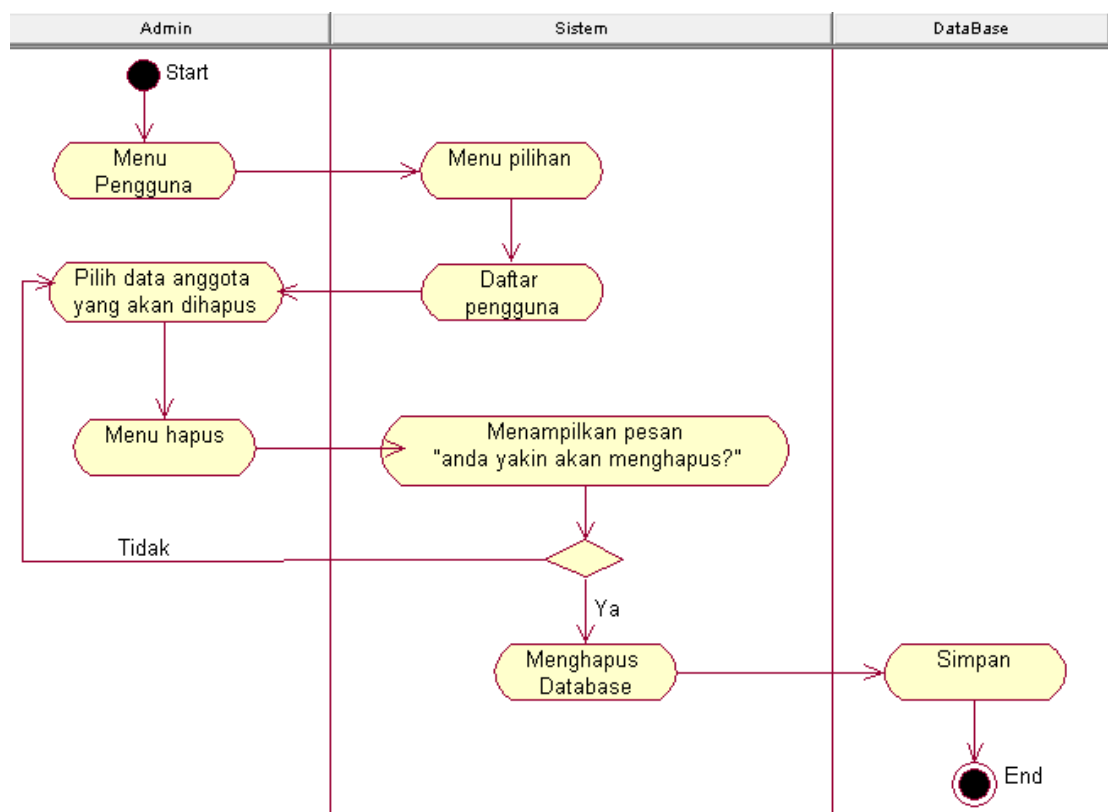 Admin
Sistem
DataBase
Start
Menu
Pengguna
Menu pilihan
Pilih data anggota
yang akan dihapus
Daftar
pengguna
Menu hapus
Menampilkan pesan
"anda yakin akan menghapus?"
Tidak
Ya
Menghapus
Database
Simpan
End